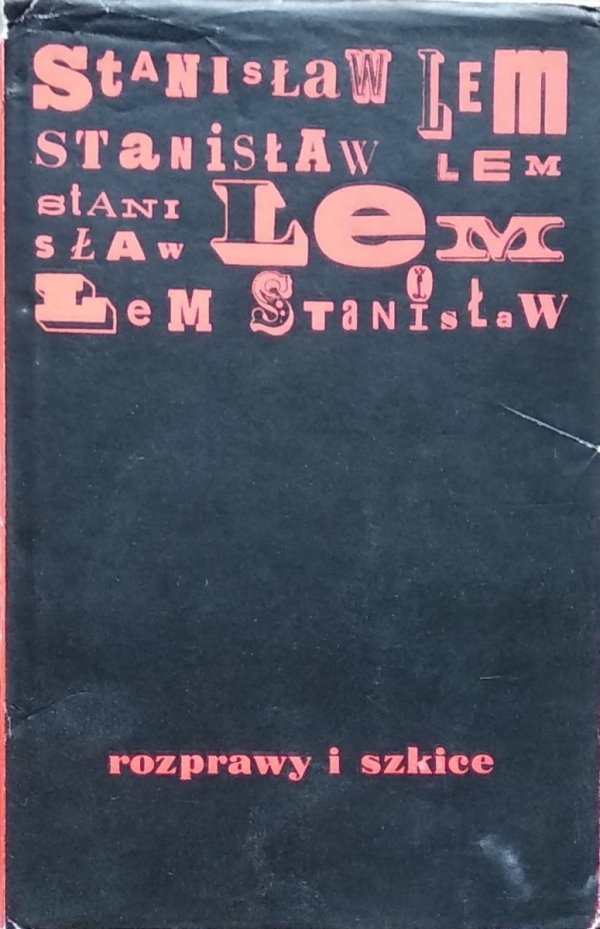 StANISłaW LEM
STaNiSłAW LEM
StANI LeM
sŁAw
LeM STaNIsŁaW
rozprawy i szkice